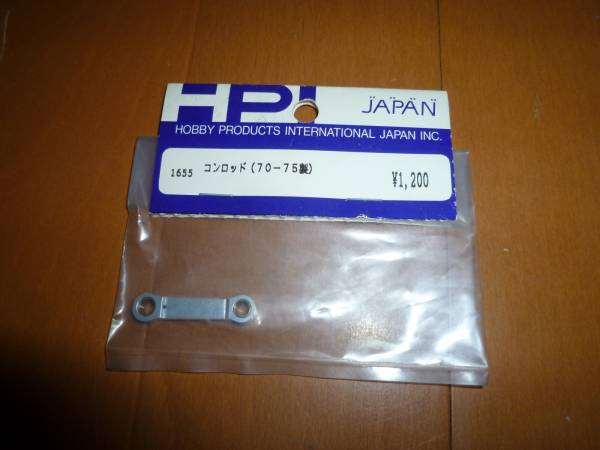 HPI JAPAN
HOBBY PRODUCTS INTERNATIONAL JAPAN INC.
1655 コンロッド(70-75製) ¥1,200